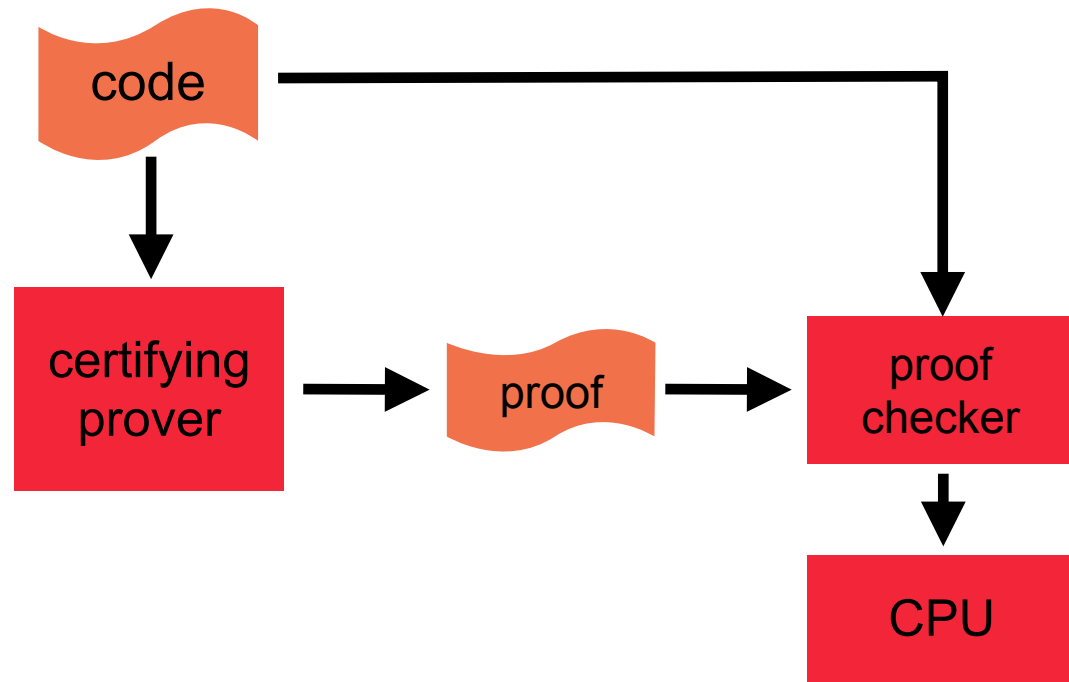 code
certifying
prover
proof
proof
checker
CPU